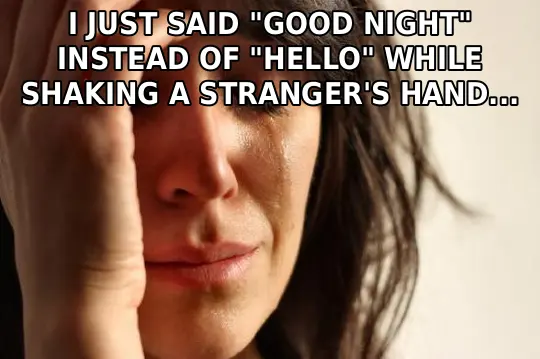 I JUST SAID "GOOD NIGHT"
INSTEAD OF "HELLO" WHILE
SHAKING A STRANGER'S HAND...